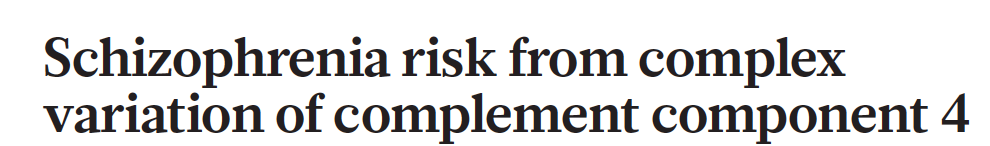 Schizophrenia risk from complex
variation of complement component 4